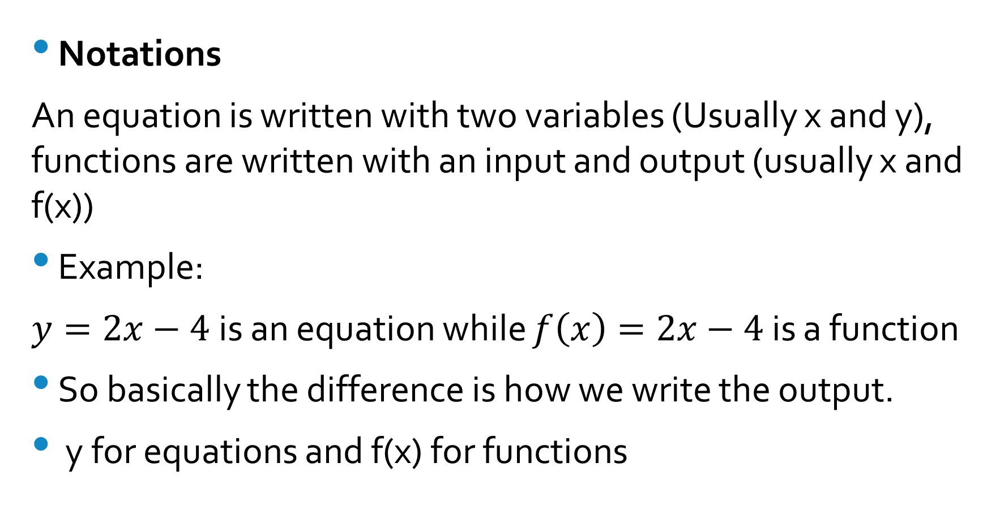 • Notations
An equation is written with two variables (Usually x and y),
functions are written with an input and output (usually x and
f(x))
• Example:
y = 2x − 4 is an equation while f(x) = 2x − 4 is a function
• So basically the difference is how we write the output.
• y for equations and f(x) for functions